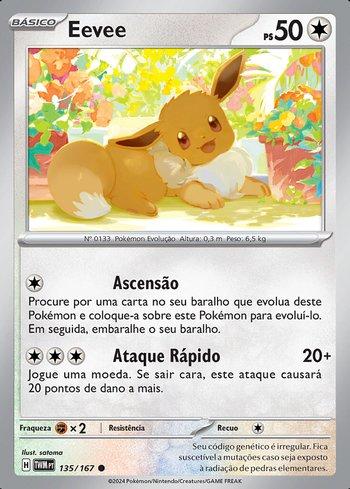 BÁSICO
Eevee PS 50
Nº 0133 Pokémon Evolução Altura: 0,3 m Peso: 6,5 kg
Ascensão
Procure por uma carta no seu baralho que evolua deste
Pokémon e coloque-a sobre este Pokémon para evoluí-lo.
Em seguida, embaralhe o seu baralho.
Ataque Rápido 20+
Jogue uma moeda. Se sair cara, este ataque causará
20 pontos de dano a mais.
Fraqueza ×2 Resistência Recuo
Ilust. satoma
H TWM PT 135/167
Seu código genético é irregular. Fica
suscetível a mutações caso seja exposto
à radiação de pedras elementares.
©2024 Pokémon/Nintendo/Creatures/GAME FREAK